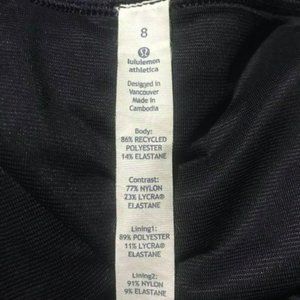 8
lululemon
athletica
Designed in
Vancouver
Made in
Cambodia
Body:
86% RECYCLED
POLYESTER
14% ELASTANE
Contrast:
77% NYLON
23% LYCRA®
ELASTANE
Lining1:
89% POLYESTER
11% LYCRA®
ELASTANE
Lining2:
91% NYLON
9% ELASTANE